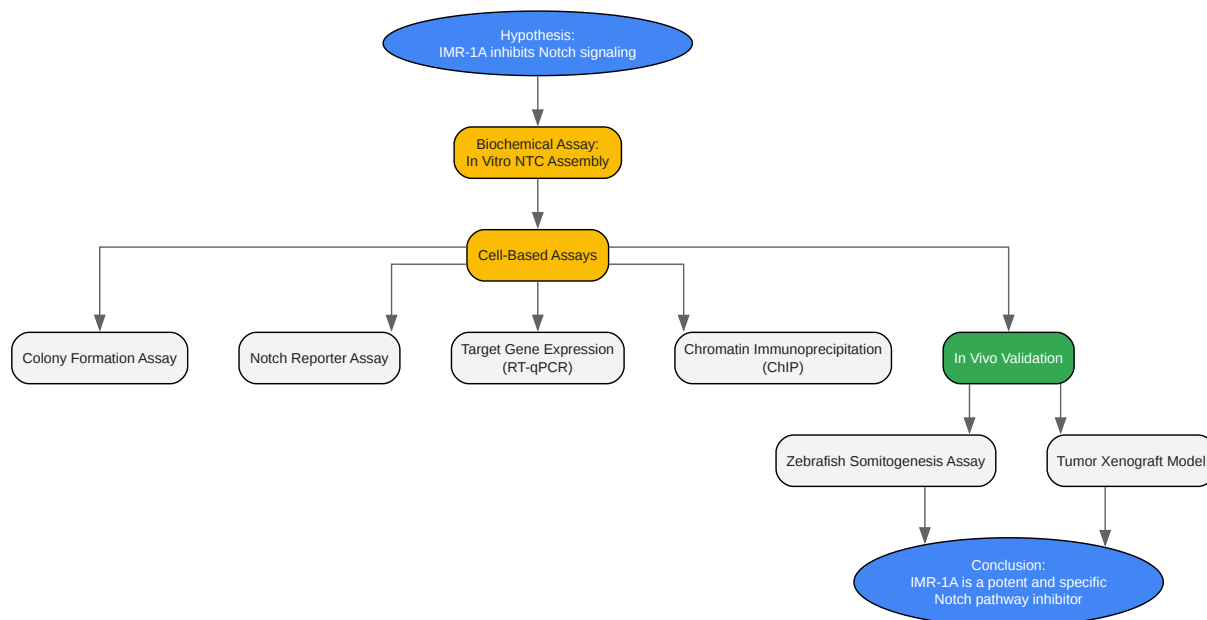 Hypothesis:
IMR-1A inhibits Notch signaling
Biochemical Assay:
In Vitro NTC Assembly
Cell-Based Assays
Colony Formation Assay
Notch Reporter Assay
Target Gene Expression
(RT-qPCR)
Chromatin Immunoprecipitation
(ChIP)
In Vivo Validation
Zebrafish Somitogenesis Assay
Tumor Xenograft Model
Conclusion:
IMR-1A is a potent and specific
Notch pathway inhibitor